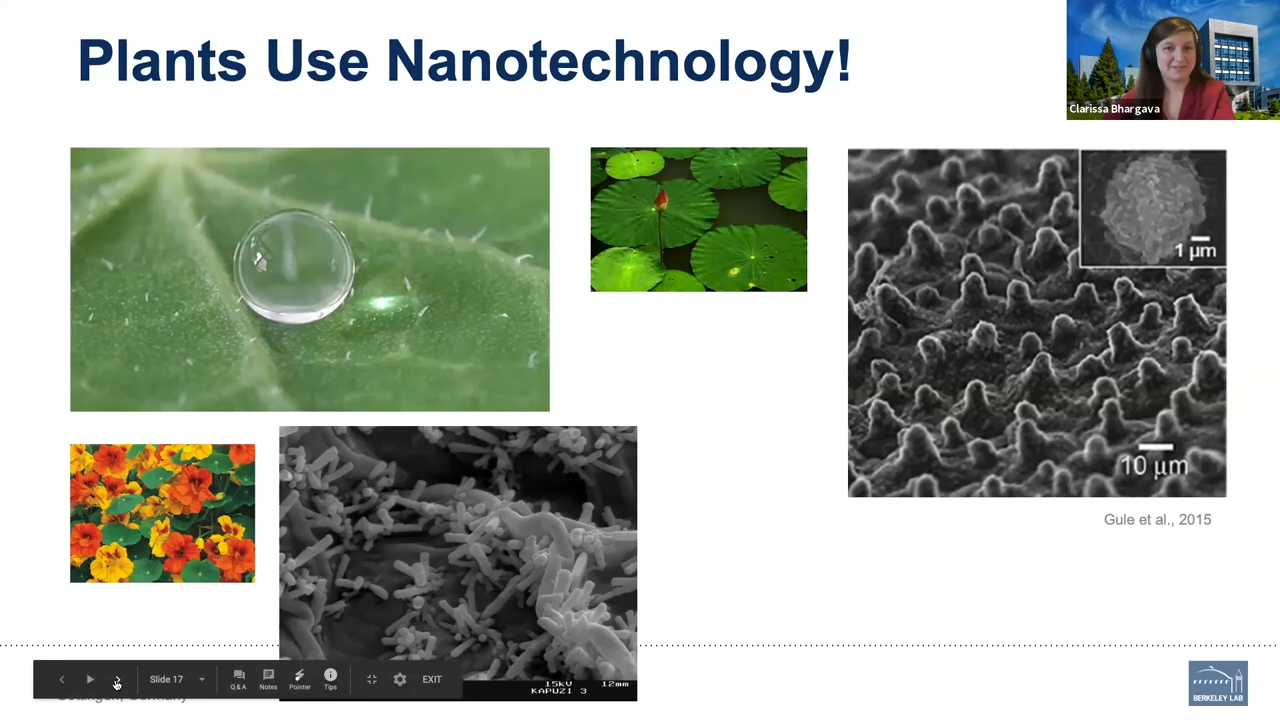 Plants Use Nanotechnology!
Clarissa Bhargava
1 µm
10 µm
Gule et al., 2015
15kV 12mm
KAPUZI 3
Slide 17
Q & A
Notes
Pointer
Tips
EXIT
BERKELEY LAB